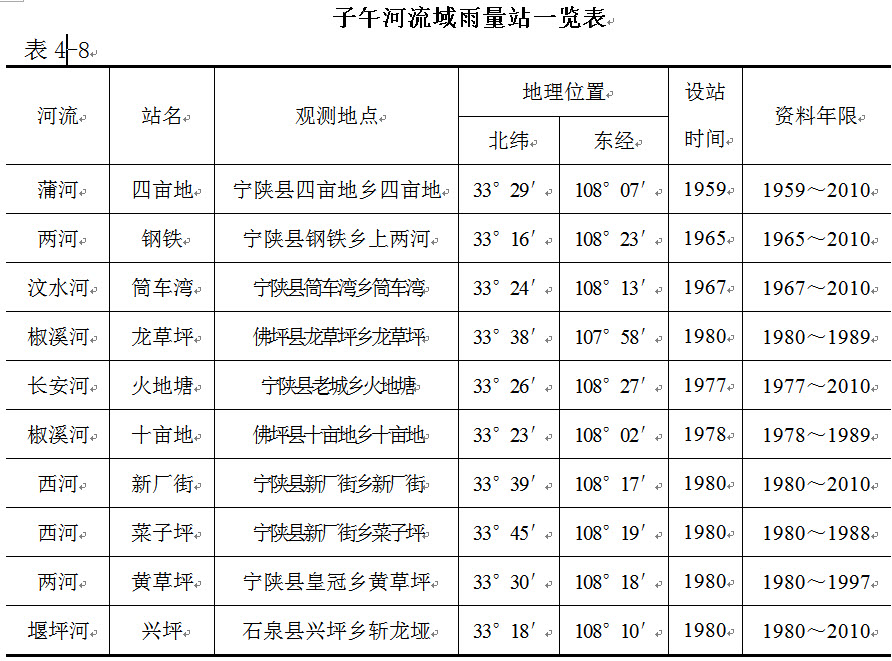 子午河流域雨量站一览表
表 4-8
河流 站名 观测地点 地理位置 设站时间 资料年限
北纬 东经
蒲河 四亩地 宁陕县四亩地乡四亩地 33° 29′ 108° 07′ 1959 1959～2010
两河 钢铁 宁陕县钢铁乡上两河 33° 16′ 108° 23′ 1965 1965～2010
汶水河 筒车湾 宁陕县筒车湾乡筒车湾 33° 24′ 108° 13′ 1967 1967～2010
椒溪河 龙草坪 佛坪县龙草坪乡龙草坪 33° 38′ 107° 58′ 1980 1980～1989
长安河 火地塘 宁陕县老城乡火地塘 33° 26′ 108° 27′ 1977 1977～2010
椒溪河 十亩地 佛坪县十亩地乡十亩地 33° 23′ 108° 02′ 1978 1978～1989
西河 新厂街 宁陕县新厂街乡新厂街 33° 39′ 108° 17′ 1980 1980～2010
西河 菜子坪 宁陕县新厂街乡菜子坪 33° 45′ 108° 19′ 1980 1980～1988
两河 黄草坪 宁陕县皇冠乡黄草坪 33° 30′ 108° 18′ 1980 1980～1997
堰坪河 兴坪 石泉县兴坪乡斩龙垭 33° 18′ 108° 10′ 1980 1980～2010